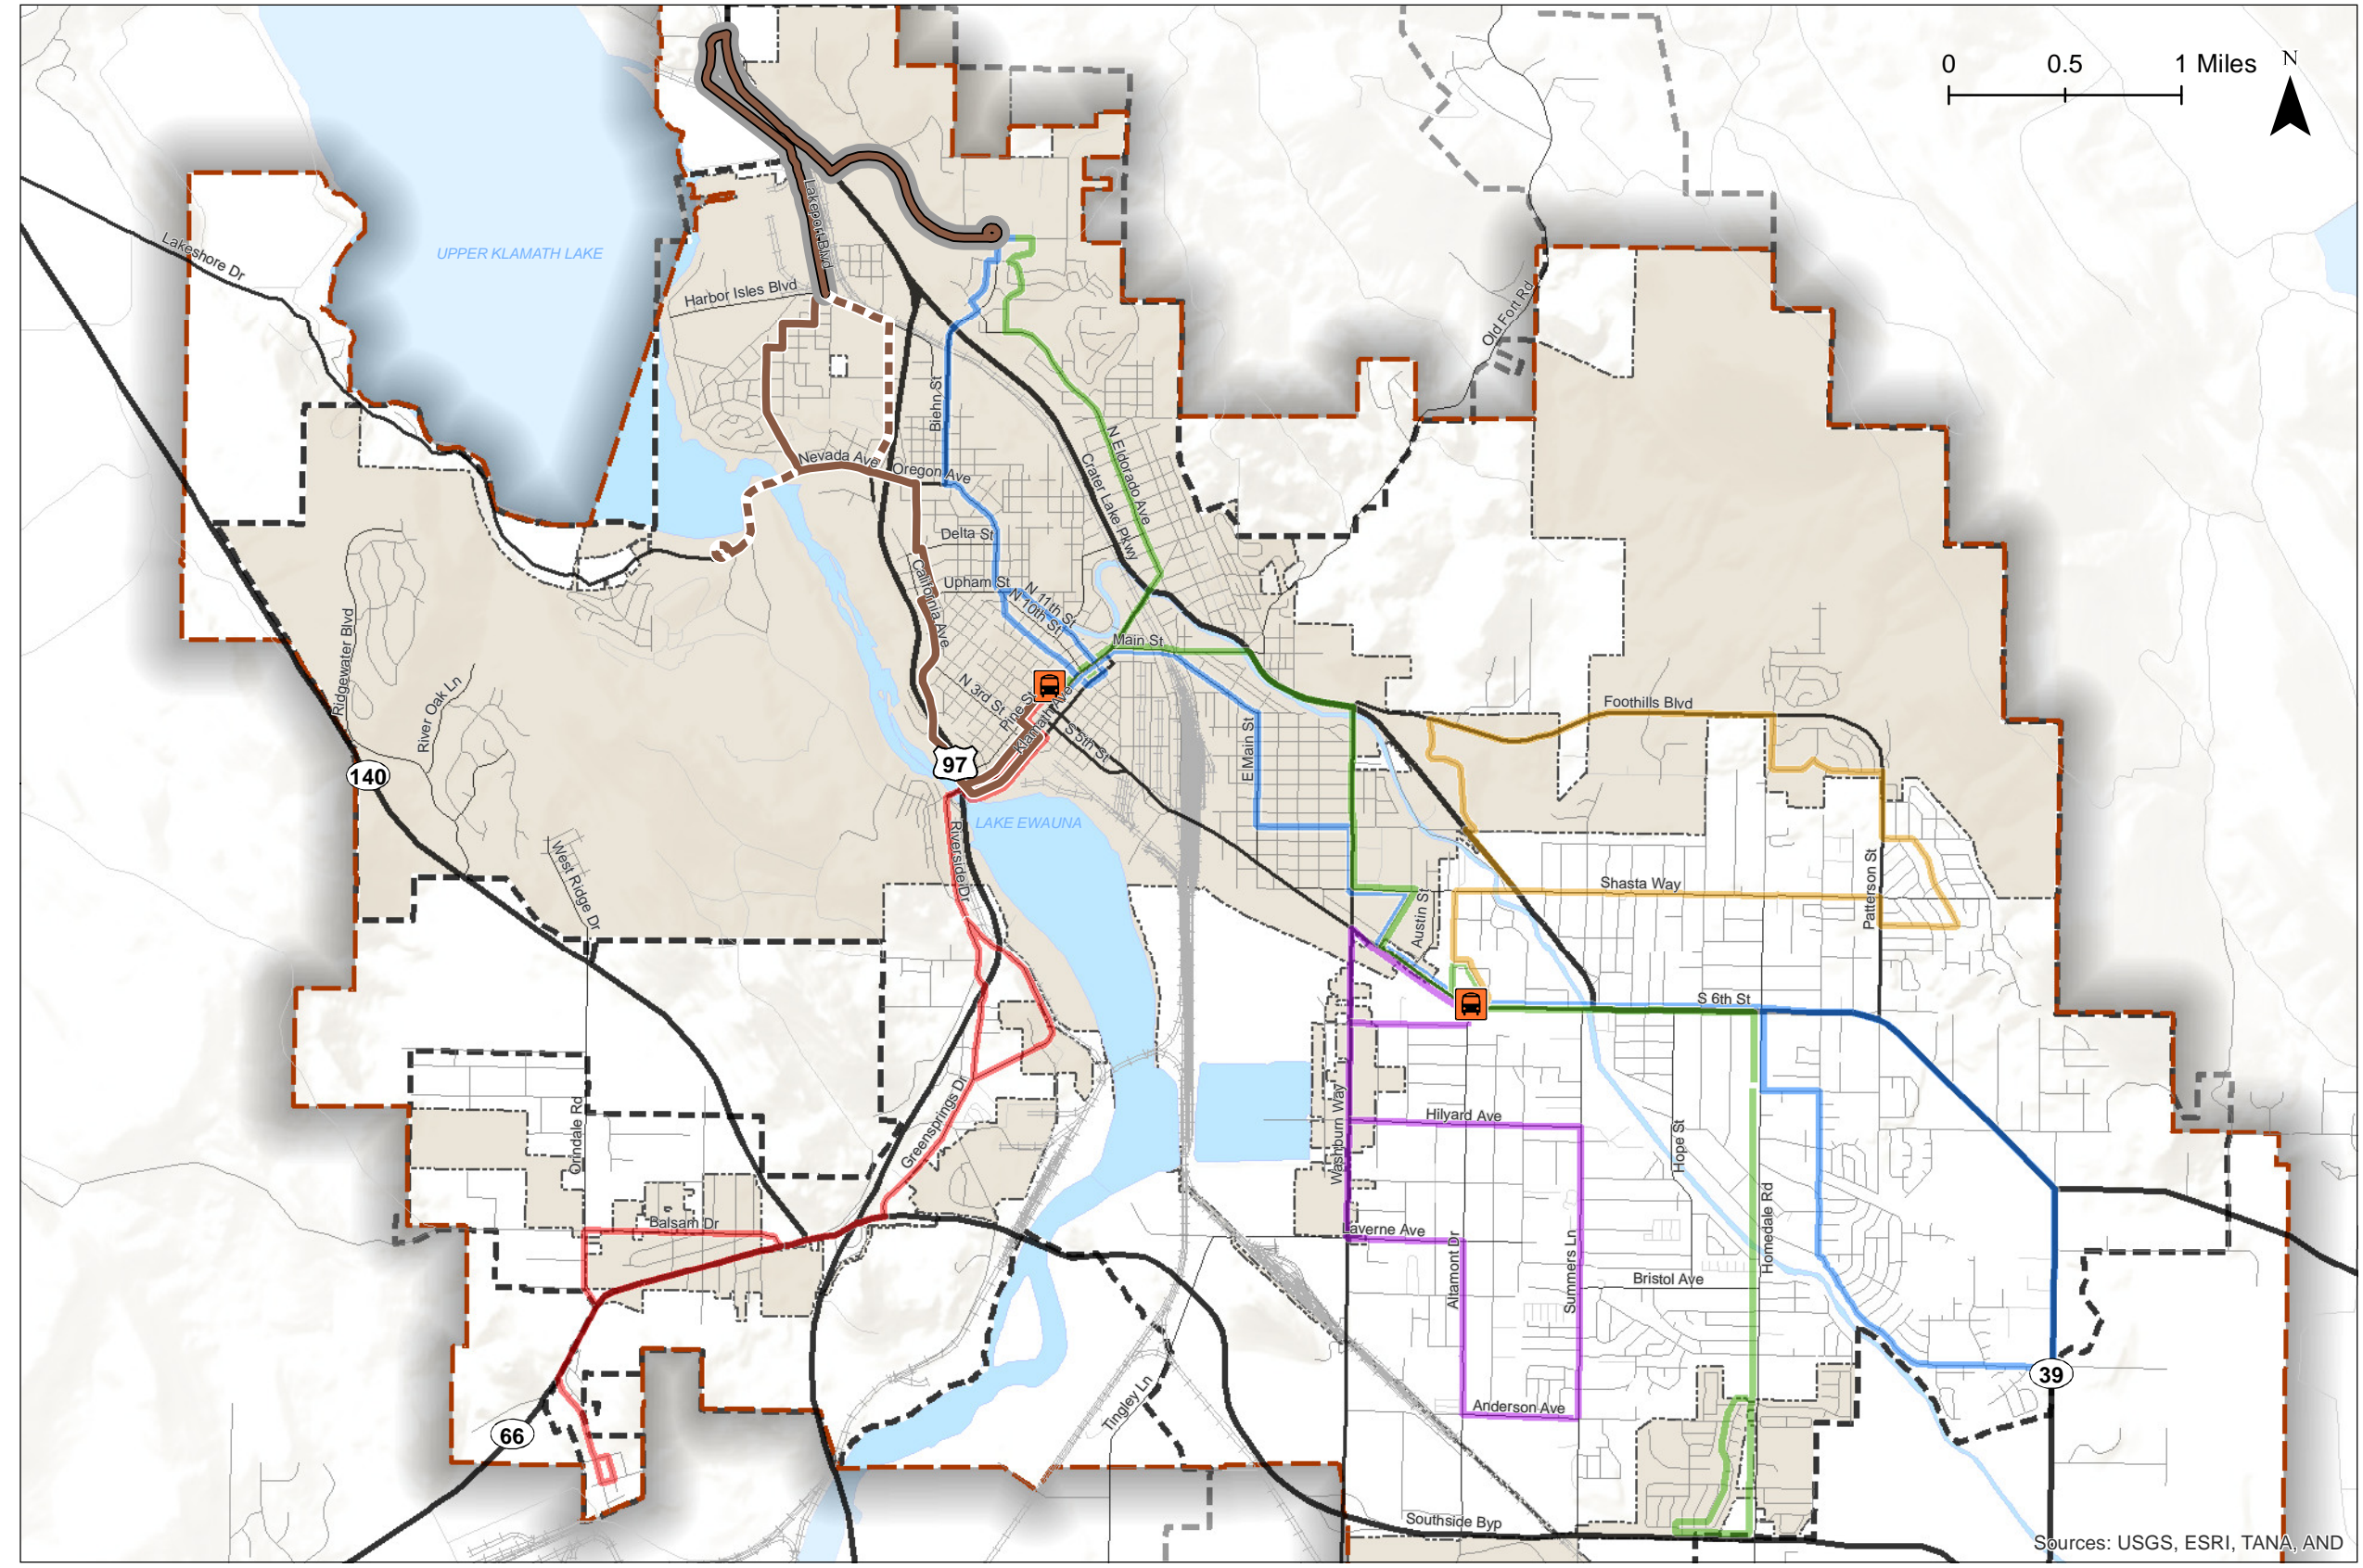 0 0.5 1 Miles
N
Lakeshore Dr
UPPER KLAMATH LAKE
Lakeport Blvd
Harbor Isles Blvd
Old Fort Rd
Biehn St
N Eldorado Ave
Nevada Ave
Oregon Ave
Crater Lake Pkwy
Delta St
California Ave
Upham St
N 11th St
N 10th St
Main St
Ridgewater Blvd
River Oak Ln
N 3rd St
Pine St
Klamath Ave
S 5th St
E Main St
Foothills Blvd
97
140
LAKE EWAUNA
Riverside Dr
West Ridge Dr
Shasta Way
Patterson St
Austin St
S 6th St
Washburn Way
Hilyard Ave
Hope St
Greensprings Dr
Orindale Rd
Balsam Dr
Laverne Ave
Altamont Dr
Summers Ln
Homedale Rd
Bristol Ave
39
Anderson Ave
Tingley Ln
66
Southside Byp
Sources: USGS, ESRI, TANA, AND